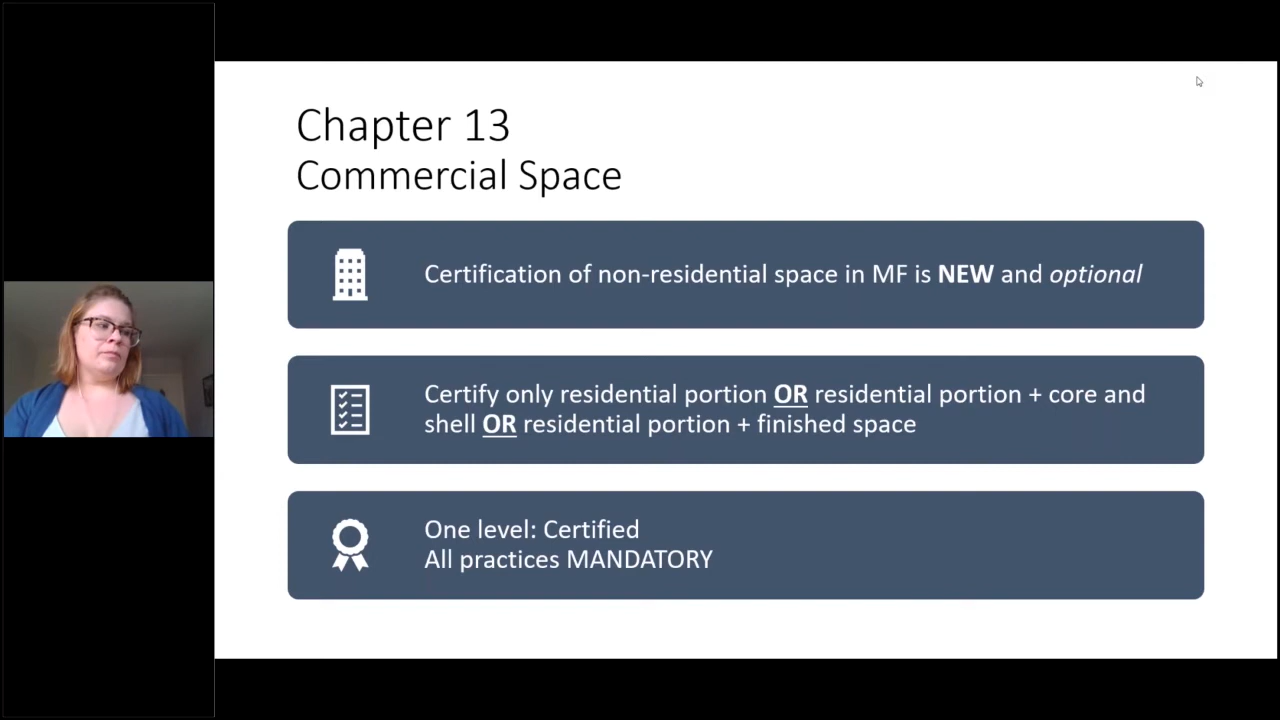 Chapter 13
Commercial Space
Certification of non-residential space in MF is NEW and optional
Certify only residential portion OR residential portion + core and
shell OR residential portion + finished space
One level: Certified
All practices MANDATORY